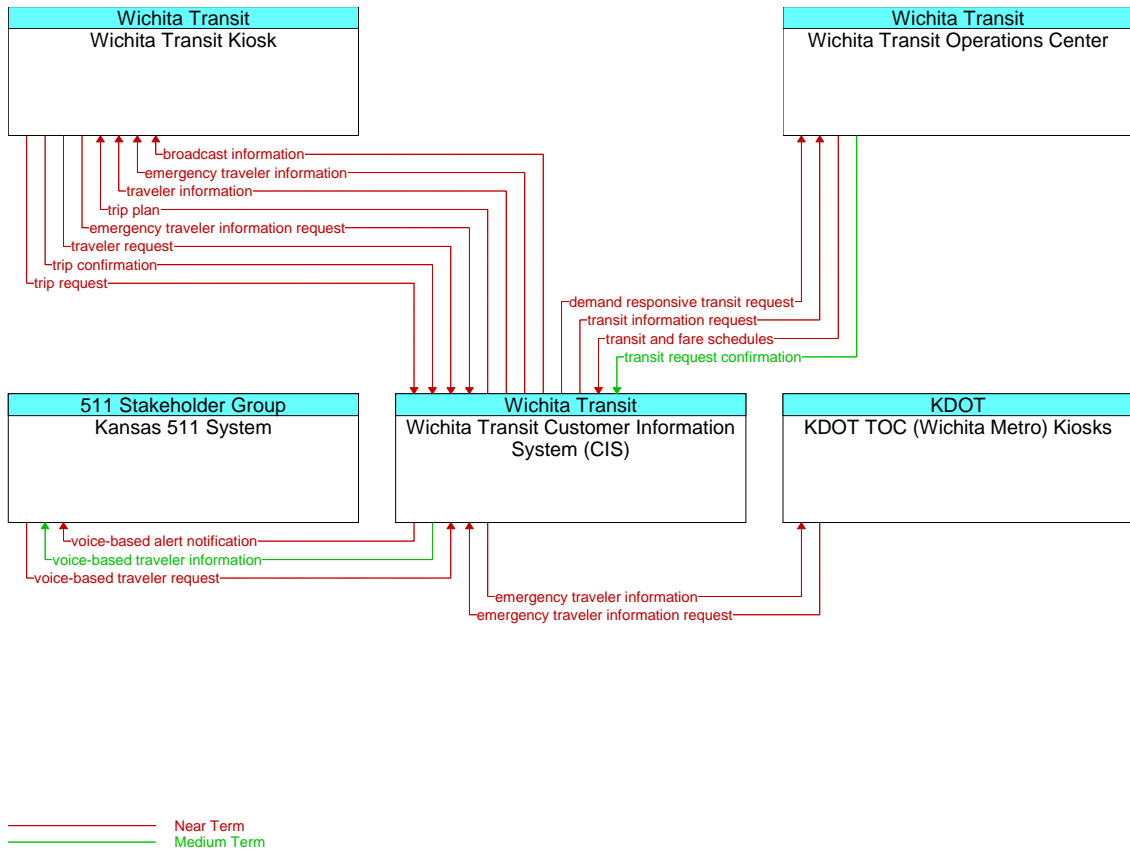 Wichita Transit
Wichita Transit Kiosk
Wichita Transit
Wichita Transit Operations Center
broadcast information
emergency traveler information
traveler information
trip plan
emergency traveler information request
traveler request
trip confirmation
trip request
demand responsive transit request
transit information request
transit and fare schedules
transit request confirmation
511 Stakeholder Group
Kansas 511 System
Wichita Transit
Wichita Transit Customer Information
System (CIS)
KDOT
KDOT TOC (Wichita Metro) Kiosks
voice-based alert notification
voice-based traveler information
voice-based traveler request
emergency traveler information
emergency traveler information request
Near Term
Medium Term